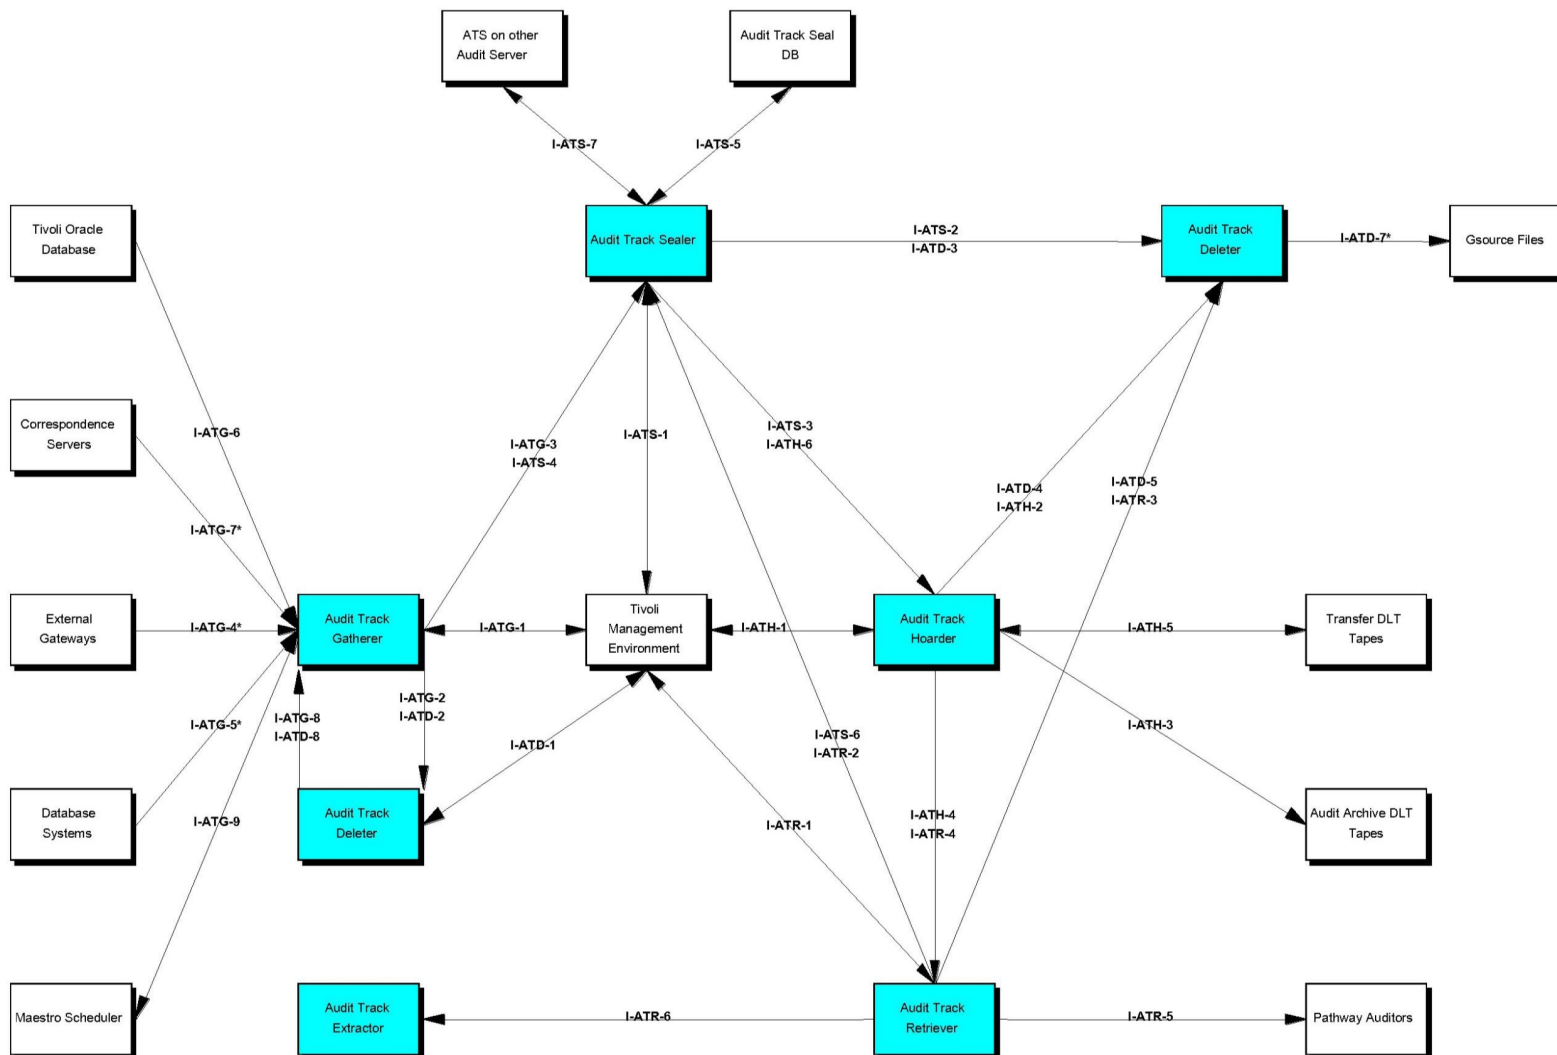 ATS on other
Audit Server
Audit Track Seal
DB
I-ATS-7
I-ATS-5
Tivoli Oracle
Database
Audit Track Sealer
I-ATS-2
I-ATD-3
Audit Track
Deleter
I-ATD-7*
Gsource Files
Correspondence
Servers
I-ATG-6
I-ATG-3
I-ATS-4
I-ATS-1
I-ATS-3
I-ATH-6
I-ATD-4
I-ATH-2
I-ATD-5
I-ATR-3
I-ATG-7*
External
Gateways
I-ATG-4*
Audit Track
Gatherer
I-ATG-1
Tivoli
Management
Environment
I-ATH-1
Audit Track
Hoarder
I-ATH-5
Transfer DLT
Tapes
I-ATG-5*
I-ATG-8
I-ATD-8
I-ATG-2
I-ATD-2
I-ATD-1
I-ATS-6
I-ATR-2
I-ATH-3
Database
Systems
I-ATG-9
Audit Track
Deleter
I-ATR-1
I-ATH-4
I-ATR-4
Audit Archive DLT
Tapes
Maestro Scheduler
Audit Track
Extractor
I-ATR-6
Audit Track
Retriever
I-ATR-5
Pathway Auditors